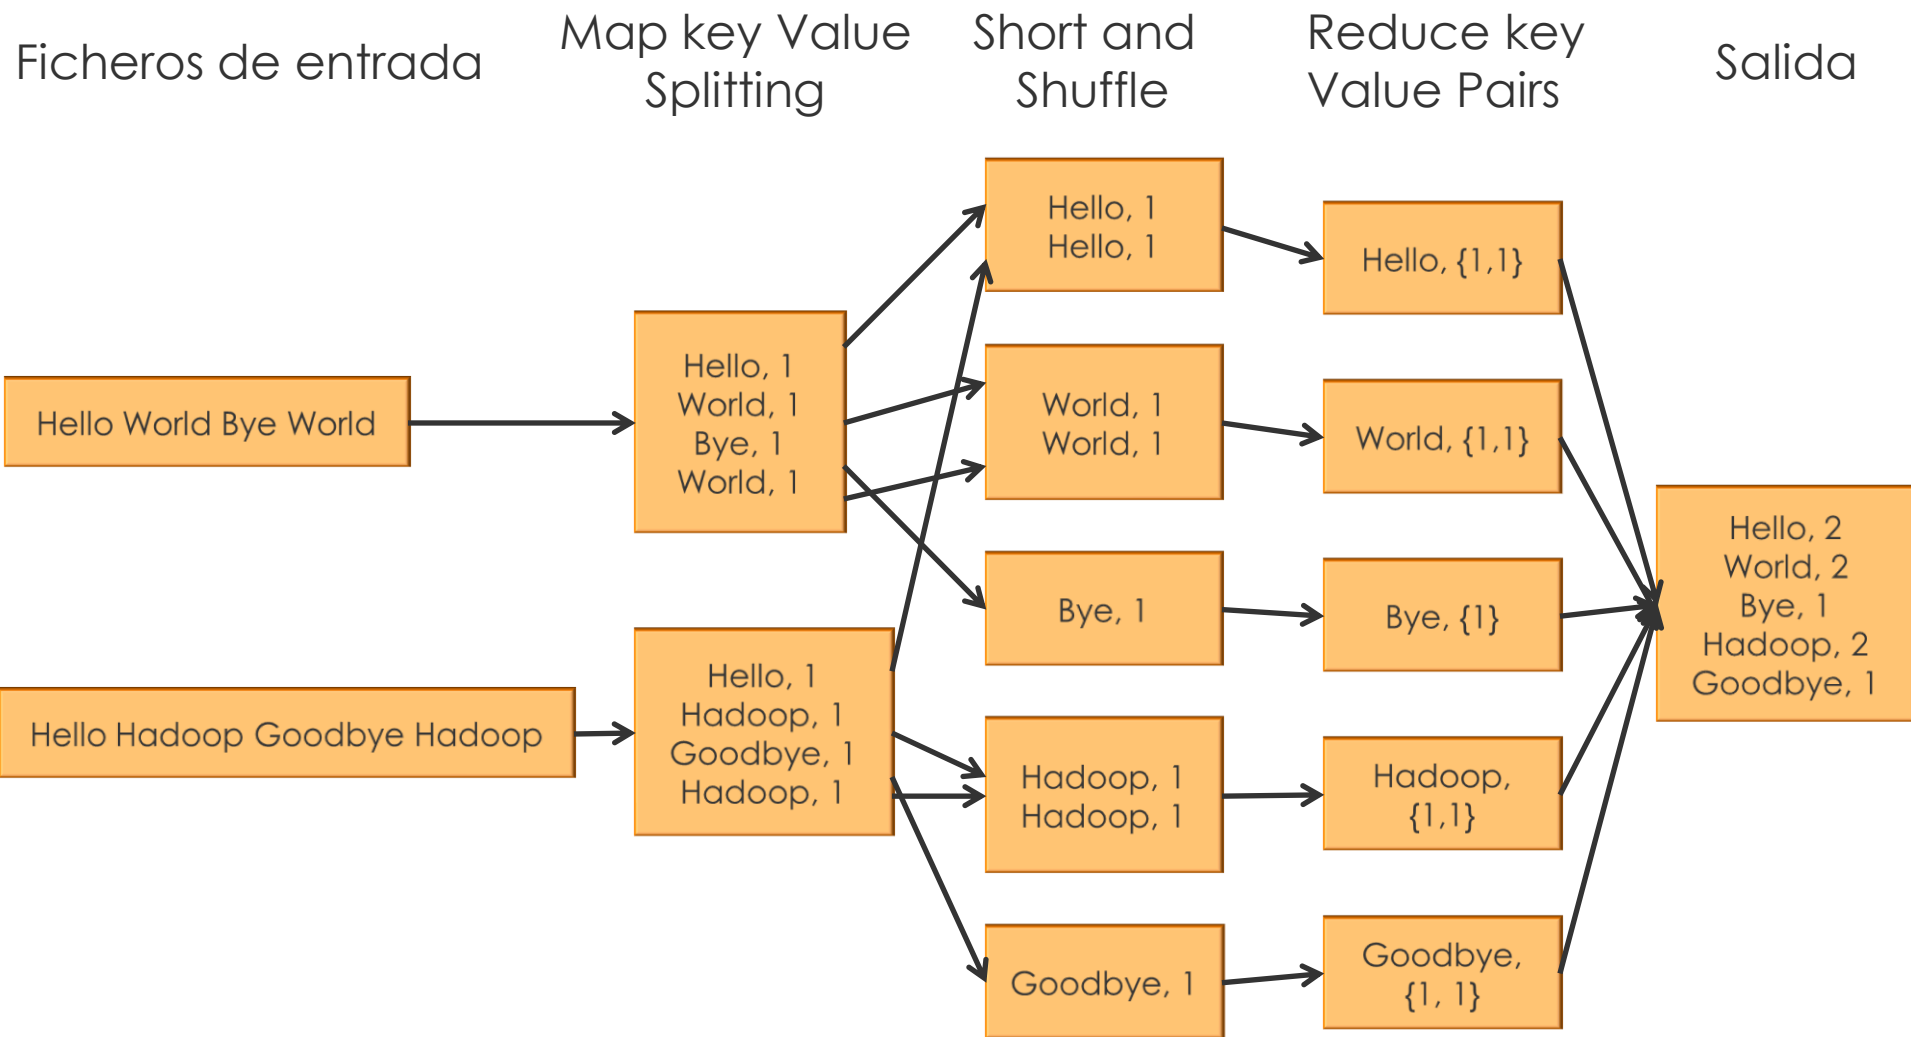 Ficheros de entrada
Map key Value
Splitting
Short and
Shuffle
Reduce key
Value Pairs
Salida
Hello World Bye World
Hello Hadoop Goodbye Hadoop
Hello, 1
World, 1
Bye, 1
World, 1
Hello, 1
Hadoop, 1
Goodbye, 1
Hadoop, 1
Hello, 1
Hello, 1
World, 1
World, 1
Bye, 1
Hadoop, 1
Hadoop, 1
Goodbye, 1
Hello, {1,1}
World, {1,1}
Bye, {1}
Hadoop,
{1,1}
Goodbye,
{1, 1}
Hello, 2
World, 2
Bye, 1
Hadoop, 2
Goodbye, 1